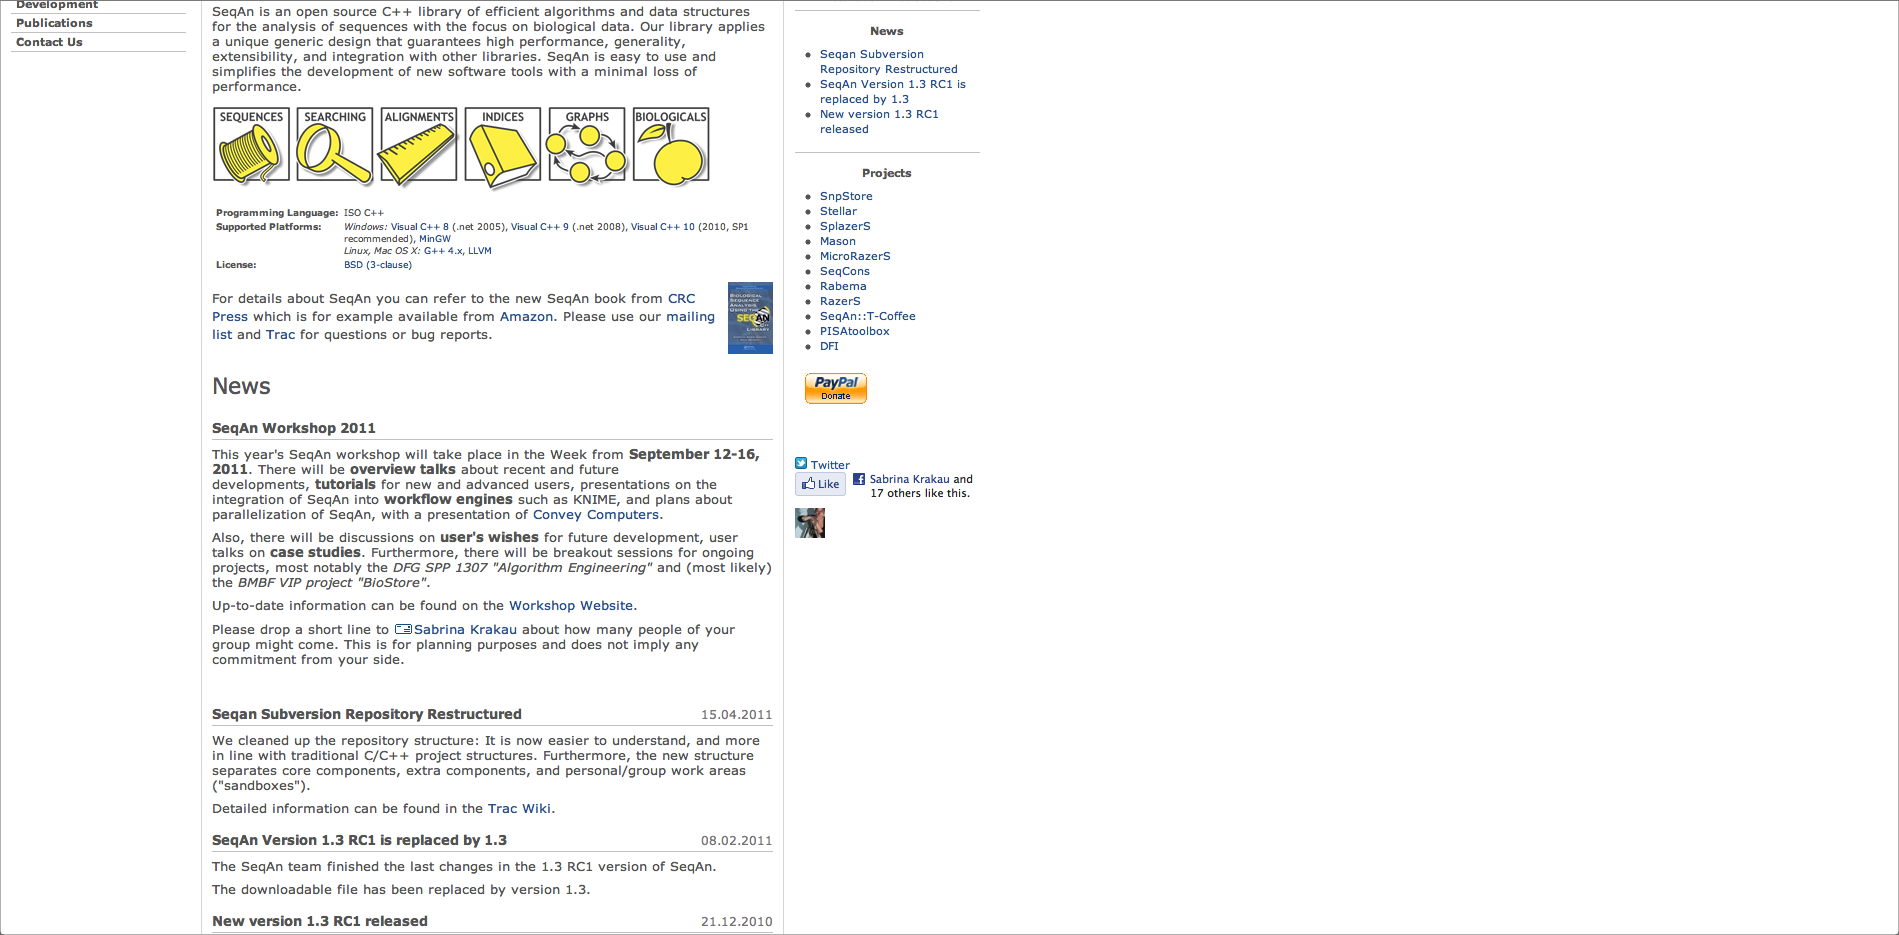 Development
Publications
Contact Us
SeqAn is an open source C++ library of efficient algorithms and data structures
for the analysis of sequences with the focus on biological data. Our library applies
a unique generic design that guarantees high performance, generality,
extensibility, and integration with other libraries. SeqAn is easy to use and
simplifies the development of new software tools with a minimal loss of
performance.
SEQUENCES SEARCHING ALIGNMENTS INDICES GRAPHS BIOLOGICALS
Programming Language: ISO C++
Supported Platforms: Windows: Visual C++ 8 (.net 2005), Visual C++ 9 (.net 2008), Visual C++ 10 (2010, SP1
recommended), MinGW
Linux, Mac OS X: G++ 4.x, LLVM
License: BSD (3-clause)
For details about SeqAn you can refer to the new SeqAn book from CRC
Press which is for example available from Amazon. Please use our mailing
list and Trac for questions or bug reports.
BIOLOGICAL
SEQUENCE
ANALYSIS
USING THE
SEQAN
C++
LIBRARY
News
SeqAn Workshop 2011
This year's SeqAn workshop will take place in the Week from September 12-16,
2011. There will be overview talks about recent and future
developments, tutorials for new and advanced users, presentations on the
integration of SeqAn into workflow engines such as KNIME, and plans about
parallelization of SeqAn, with a presentation of Convey Computers.
Also, there will be discussions on user's wishes for future development, user
talks on case studies. Furthermore, there will be breakout sessions for ongoing
projects, most notably the DFG SPP 1307 "Algorithm Engineering" and (most likely)
the BMBF VIP project "BioStore".
Up-to-date information can be found on the Workshop Website.
Please drop a short line to Sabrina Krakau about how many people of your
group might come. This is for planning purposes and does not imply any
commitment from your side.
Seqan Subversion Repository Restructured 15.04.2011
We cleaned up the repository structure: It is now easier to understand, and more
in line with traditional C/C++ project structures. Furthermore, the new structure
separates core components, extra components, and personal/group work areas
("sandboxes").
Detailed information can be found in the Trac Wiki.
SeqAn Version 1.3 RC1 is replaced by 1.3 08.02.2011
The SeqAn team finished the last changes in the 1.3 RC1 version of SeqAn.
The downloadable file has been replaced by version 1.3.
New version 1.3 RC1 released 21.12.2010
News
Seqan Subversion
Repository Restructured
SeqAn Version 1.3 RC1 is
replaced by 1.3
New version 1.3 RC1
released
Projects
SnpStore
Stellar
SplazerS
Mason
MicroRazerS
SeqCons
Rabema
RazerS
SeqAn::T-Coffee
PISAtoolbox
DFI
PayPal
Donate
Twitter
Like Sabrina Krakau and
17 others like this.